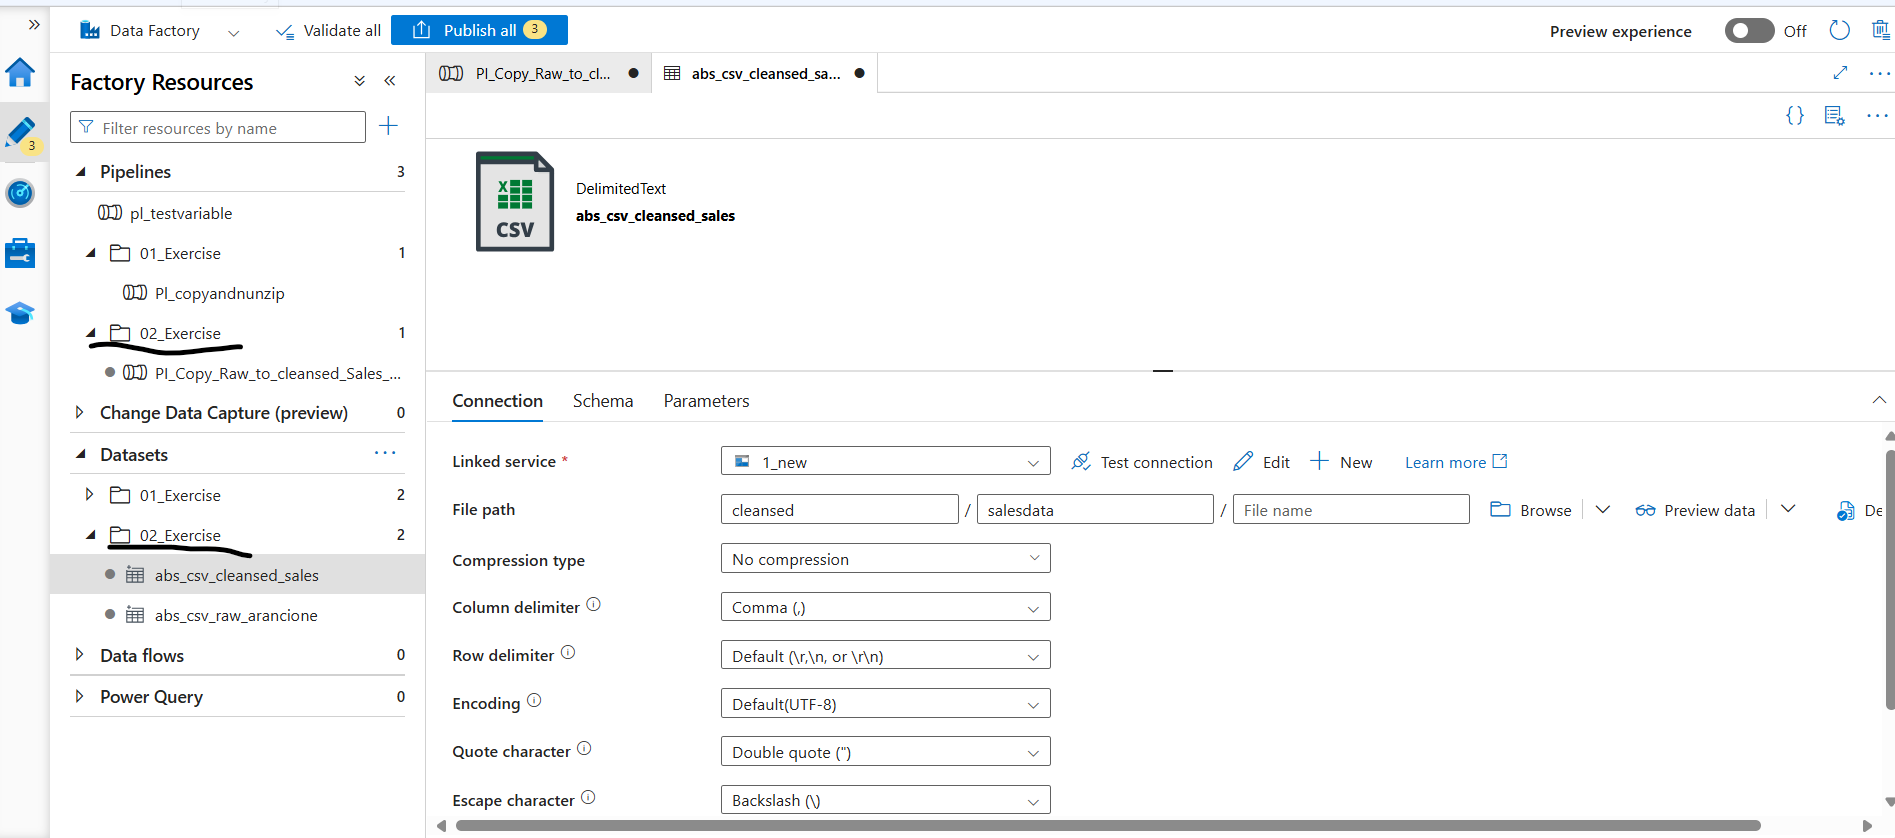 Data Factory
Validate all
Publish all 3
Preview experience
Off
3
Factory Resources
Filter resources by name
Pipelines 3
pl_testvariable
01_Exercise 1
Pl_copyandnunzip
02_Exercise 1
Pl_Copy_Raw_to_cleansed_Sales_...
Change Data Capture (preview) 0
Datasets
01_Exercise 2
02_Exercise 2
abs_csv_cleansed_sales
abs_csv_raw_arancione
Data flows 0
Power Query 0
Pl_Copy_Raw_to_cl...
abs_csv_cleansed_sa...
{}
X
CSV
DelimitedText
abs_csv_cleansed_sales
Connection Schema Parameters
Linked service * 1_new Test connection Edit New Learn more
File path cleansed / salesdata / File name Browse Preview data De
Compression type No compression
Column delimiter Comma (,)
Row delimiter Default (\r,\n, or \r\n)
Encoding Default(UTF-8)
Quote character Double quote (")
Escape character Backslash (\)